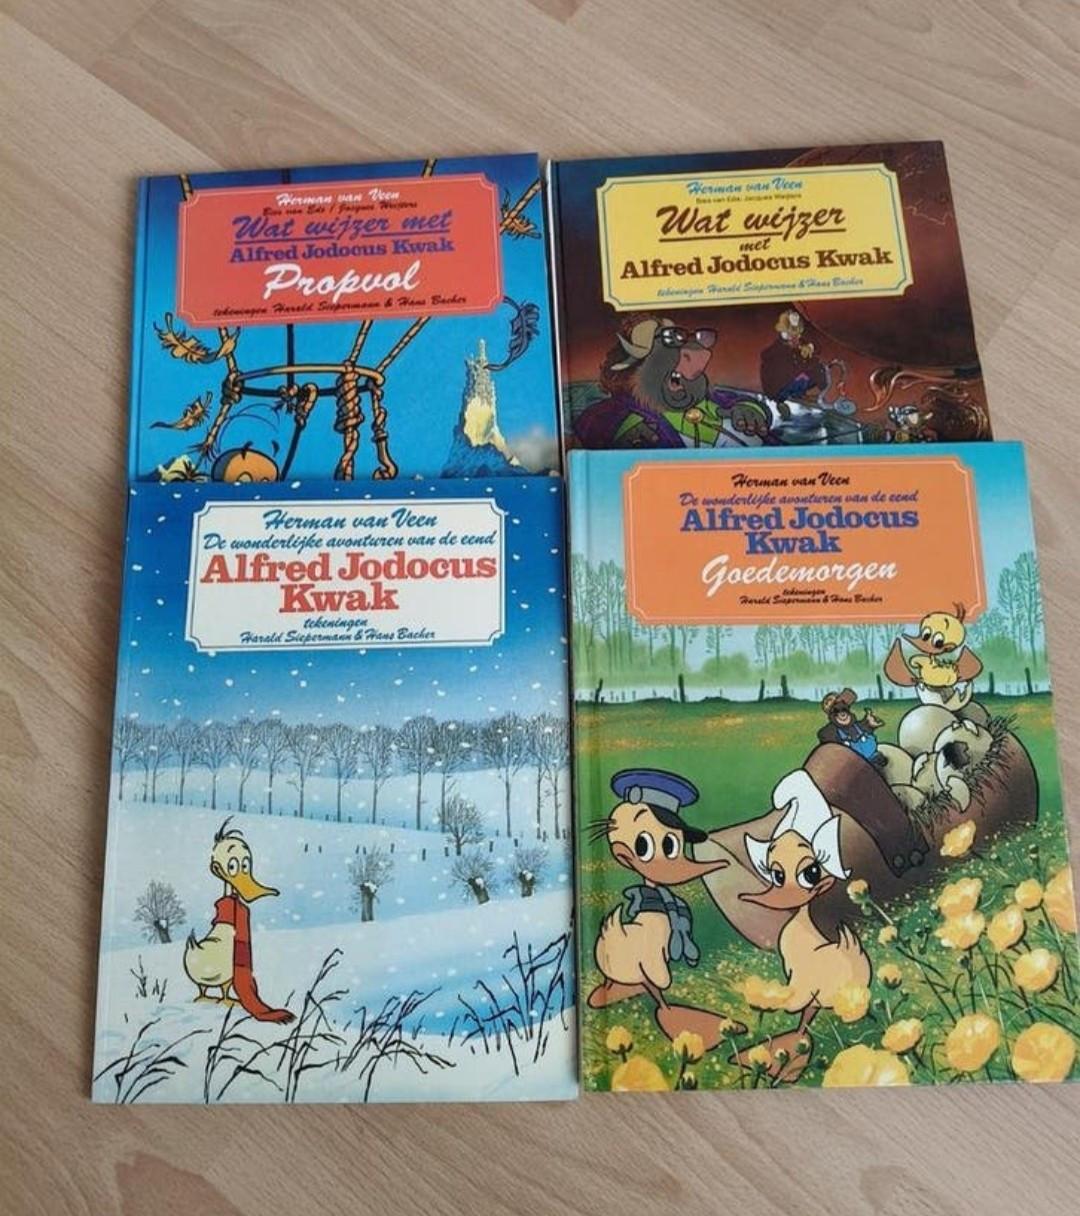 Herman van Veen
Bies van Ede / Jacques Weijters
Wat wijzer met
Alfred Jodocus Kwak
Propvol
tekeningen Harald Siepermann & Hans Bacher
Herman van Veen
Bies van Ede, Jacques Weijters
Wat wijzer
met
Alfred Jodocus Kwak
tekeningen Harald Siepermann & Hans Bacher
Herman van Veen
De wonderlijke avonturen van de eend
Alfred Jodocus
Kwak
tekeningen
Harald Siepermann & Hans Bacher
Herman van Veen
De wonderlijke avonturen van de eend
Alfred Jodocus
Kwak
Goedemorgen
tekeningen
Harald Siepermann & Hans Bacher